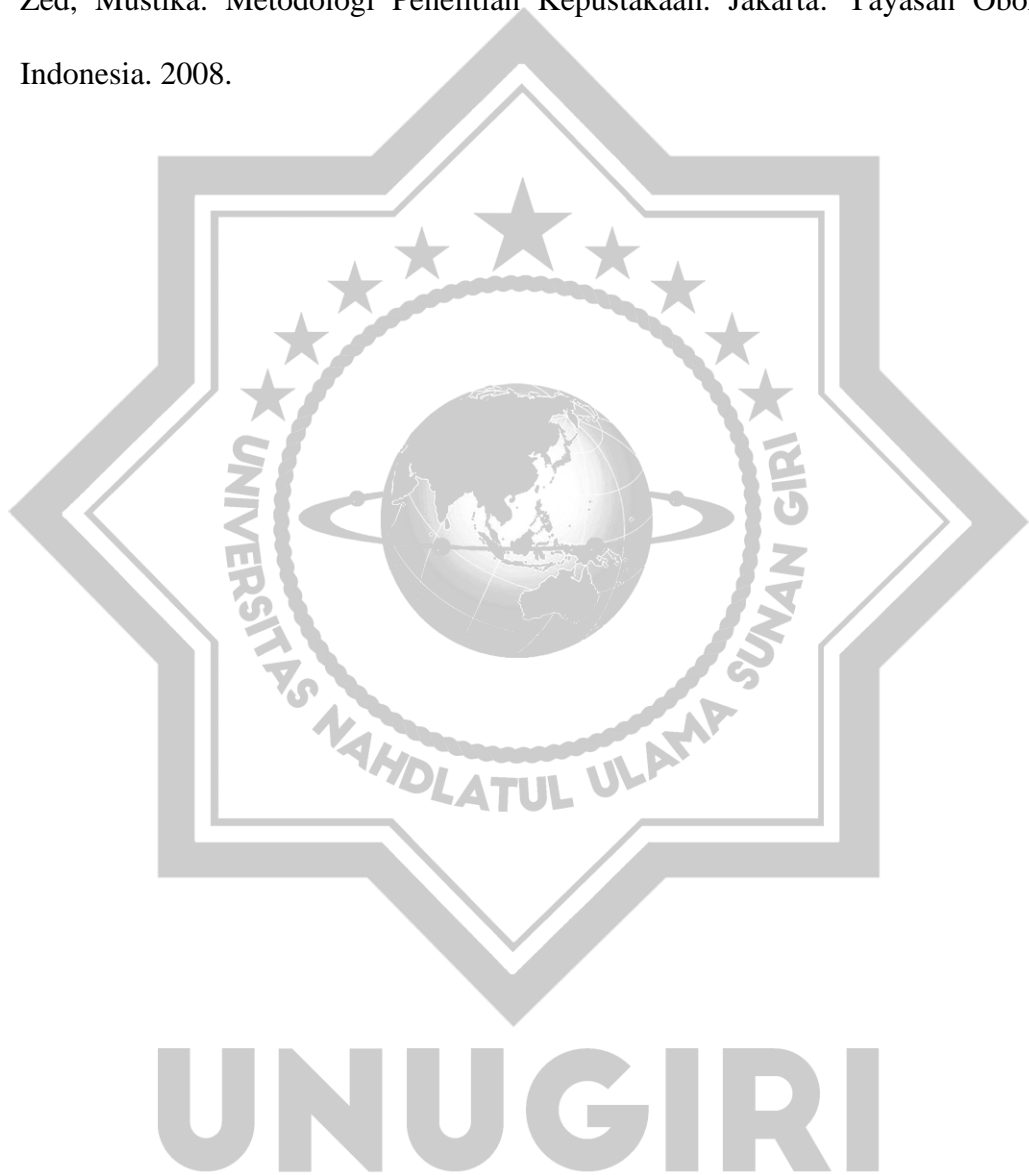 Zed, Mustika. Metodologi Penelitian Kepustakaan. Jakarta: Yayasan Obor
Indonesia. 2008.
UNIVERSITAS NAHDLATUL ULAMA SUNAN GIRI
UNUGIRI